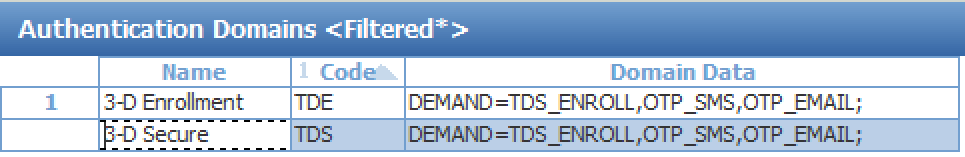 Authentication Domains <Filtered*>
Name 1 Code Domain Data
1 3-D Enrollment TDE DEMAND=TDS_ENROLL,OTP_SMS,OTP_EMAIL;
3-D Secure TDS DEMAND=TDS_ENROLL,OTP_SMS,OTP_EMAIL;